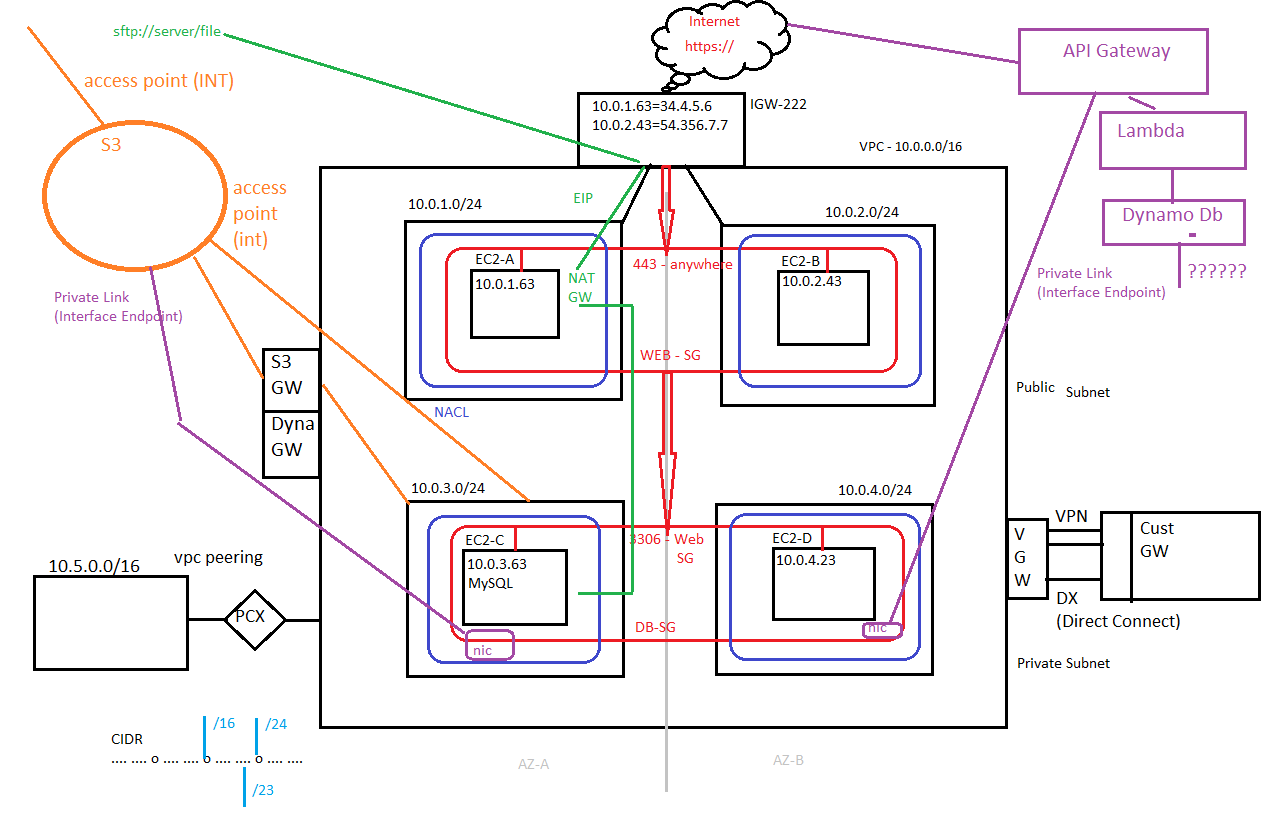 sftp://server/file
Internet
https://
API Gateway
access point (INT)
10.0.1.63=34.4.5.6
10.0.2.43=54.356.7.7
IGW-222
Lambda
S3
VPC - 10.0.0.0/16
access
point
(int)
EIP
10.0.1.0/24
10.0.2.0/24
Dynamo Db
-
EC2-A
10.0.1.63
NAT
GW
443 - anywhere
EC2-B
10.0.2.43
Private Link
(Interface Endpoint)
??????
Private Link
(Interface Endpoint)
S3
GW
WEB - SG
Public
Subnet
NACL
Dyna
GW
10.0.3.0/24
10.0.4.0/24
VPN
V
G
W
Cust
GW
EC2-C
10.0.3.63
MySQL
3306 - Web
SG
EC2-D
10.0.4.23
vpc peering
10.5.0.0/16
PCX
DX
(Direct Connect)
DB-SG
nic
nic
Private Subnet
/16
/24
CIDR
.... .... o .... .... o .... .... o .... ....
/23
AZ-A
AZ-B